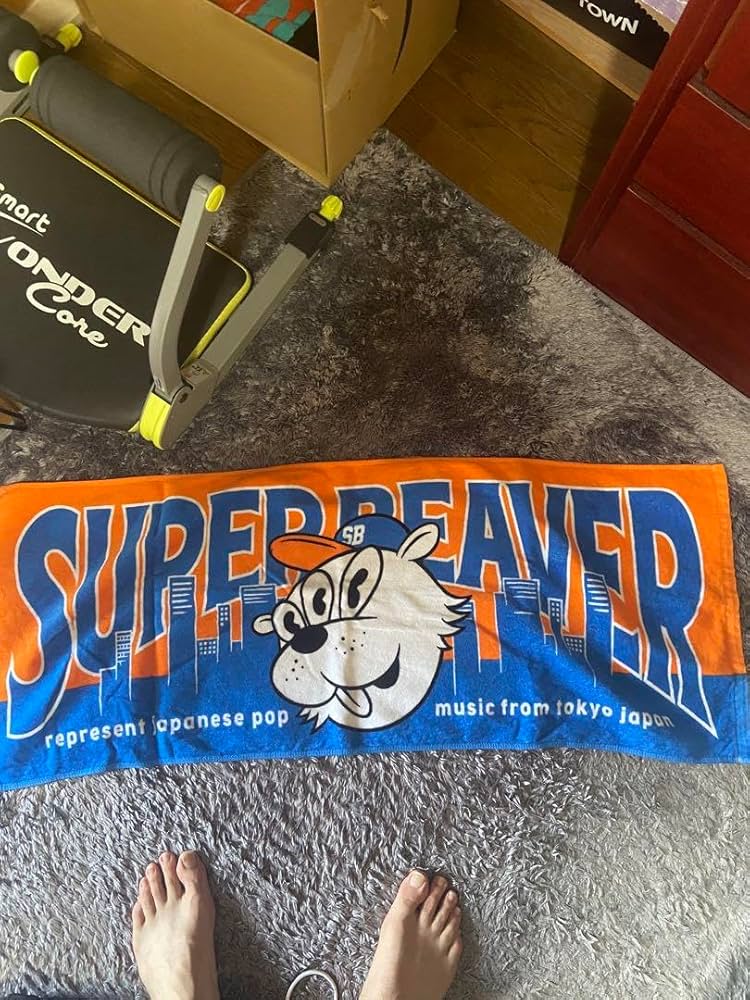 TOWN
Smart
WONDER
Core
SUPER BEAVER
SB
represent japanese pop
music from tokyo japan